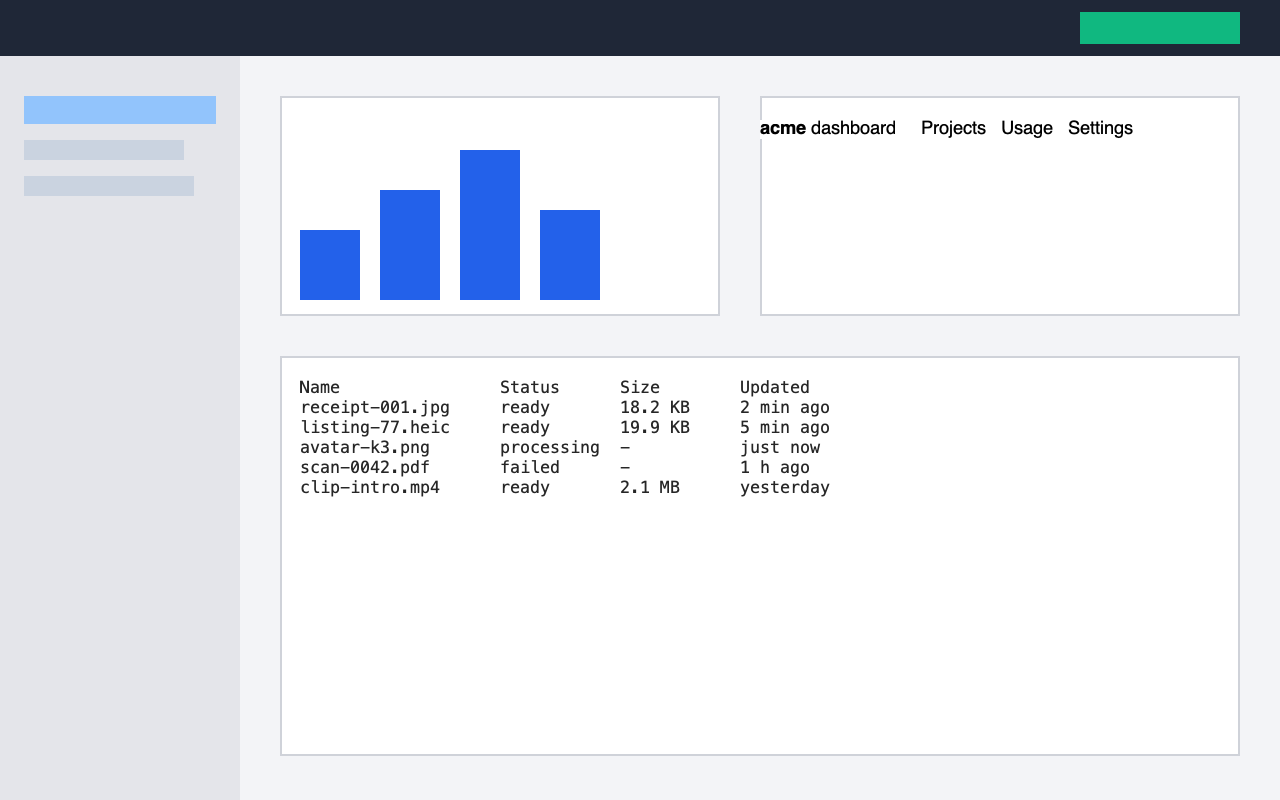 acme dashboard Projects Usage Settings
Name Status Size Updated
receipt-001.jpg ready 18.2 KB 2 min ago
listing-77.heic ready 19.9 KB 5 min ago
avatar-k3.png processing – just now
scan-0042.pdf failed – 1 h ago
clip-intro.mp4 ready 2.1 MB yesterday